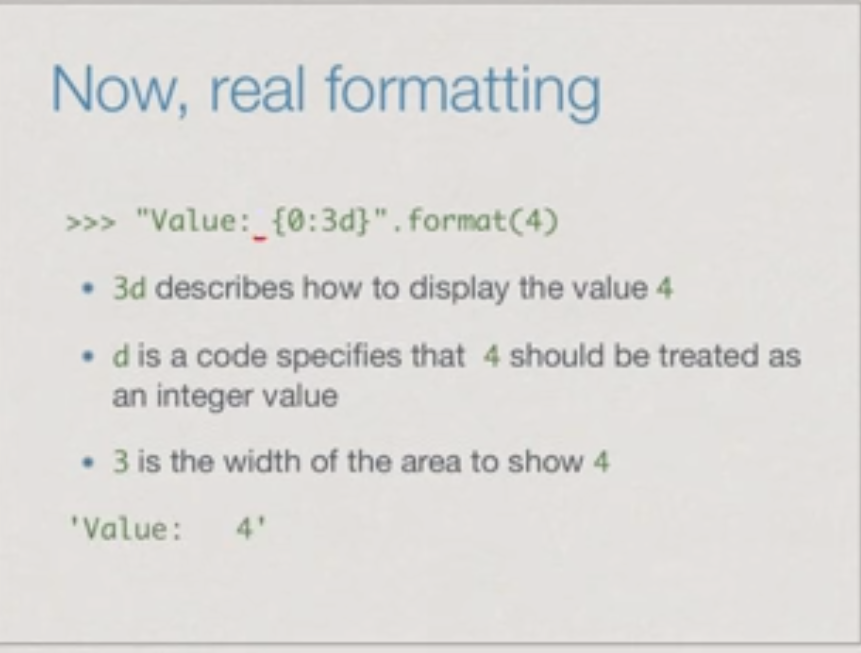 Now, real formatting
>>> "Value: {0:3d}".format(4)
• 3d describes how to display the value 4
• d is a code specifies that  4 should be treated as
an integer value
• 3 is the width of the area to show 4
'Value:   4'